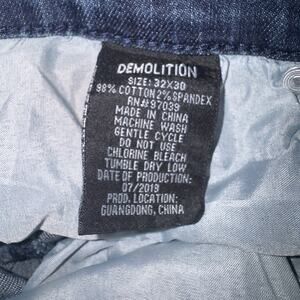 DEMOLITION
SIZE: 32X30
98% COTTON 2% SPANDEX
RN#97039
MADE IN CHINA
MACHINE WASH
GENTLE CYCLE
DO NOT USE
CHLORINE BLEACH
TUMBLE DRY LOW
DATE OF PRODUCTION:
07/2019
PROD. LOCATION:
GUANGDONG, CHINA